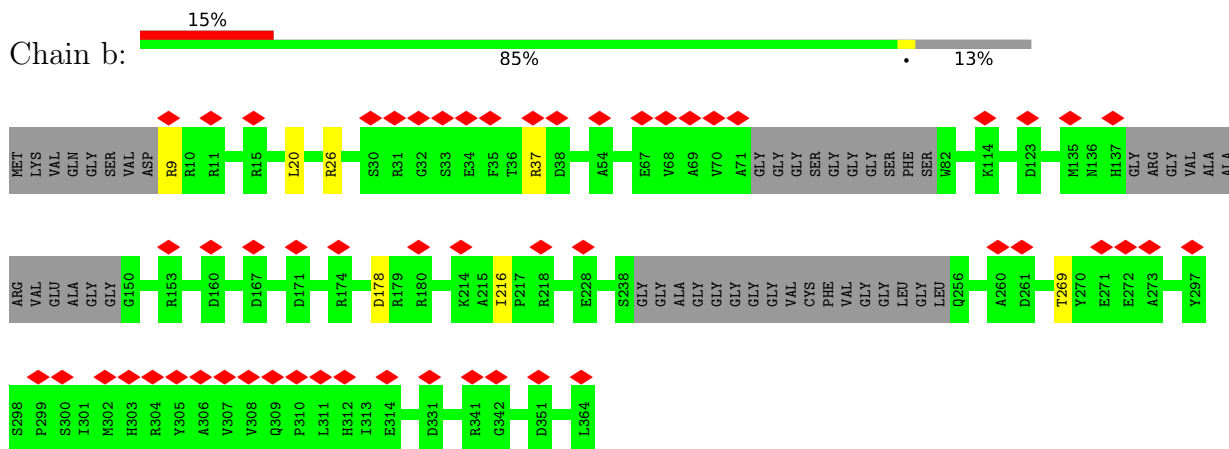 15%
Chain b:
85% • 13%
MET LYS VAL GLN GLY SER VAL ASP R9 R10 R11 R15 L20 R26 S30 R31 G32 S33 E34 F35 T36 R37 D38 A54 E67 V68 A69 V70 A71 GLY GLY GLY SER GLY GLY GLY SER PHE SER W82 K114 D123 M135 N136 H137 GLY ARG GLY VAL ALA ALA
ARG VAL GLU ALA GLY GLY G150 R153 D160 D167 D171 R174 D178 R179 R180 K214 A215 I216 P217 R218 E228 S238 GLY GLY ALA GLY GLY GLY GLY GLY VAL CYS PHE VAL GLY GLY LEU GLY LEU Q256 A260 D261 T269 Y270 E271 E272 A273 Y297
S298 P299 S300 I301 M302 H303 R304 Y305 A306 V307 V308 Q309 P310 L311 H312 I313 E314 D331 R341 G342 D351 L364